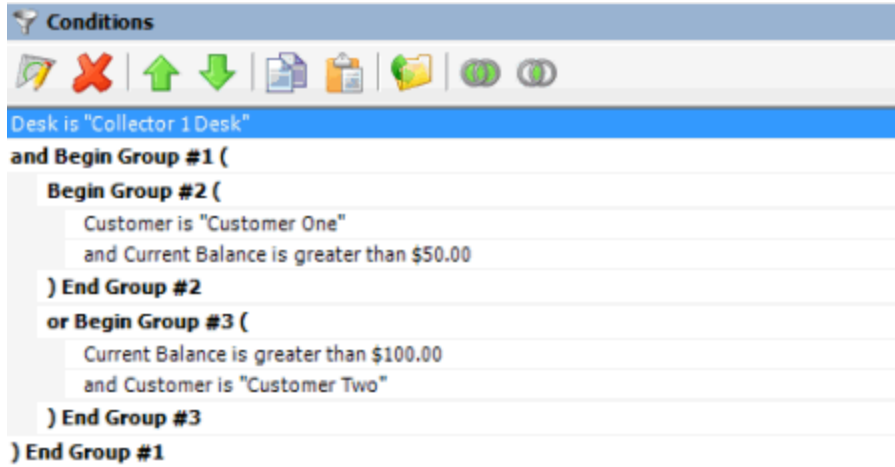 Conditions
Desk is "Collector 1 Desk"
and Begin Group #1 (
Begin Group #2 (
Customer is "Customer One"
and Current Balance is greater than $50.00
) End Group #2
or Begin Group #3 (
Current Balance is greater than $100.00
and Customer is "Customer Two"
) End Group #3
) End Group #1